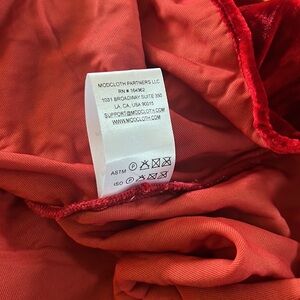 MODCLOTH PARTNERS LLC
RN # 164962
1031 BROADWAY, SUITE 350
LA, CA, USA 90015
SUPPORT@MODCLOTH.COM
WWW.MODCLOTH.COM
ASTM P
ISO P